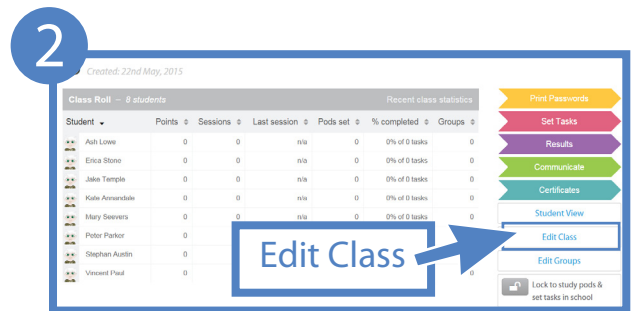 2
Created: 22nd May, 2015
Class Roll – 8 students Recent class statistics
Student Points Sessions Last session Pods set % completed Groups
Ash Lowe 0 0 n/a 0 0% of 0 tasks 0
Erica Stone 0 0 n/a 0 0% of 0 tasks 0
Jake Temple 0 0 n/a 0 0% of 0 tasks 0
Kate Annandale 0 0 n/a 0 0% of 0 tasks 0
Mary Seevers 0 0 n/a 0 0% of 0 tasks 0
Peter Parker 0
Stephan Austin 0
Vincent Paul 0 0
Edit Class
Print Passwords
Set Tasks
Results
Communicate
Certificates
Student View
Edit Class
Edit Groups
Lock to study pods &
set tasks in school